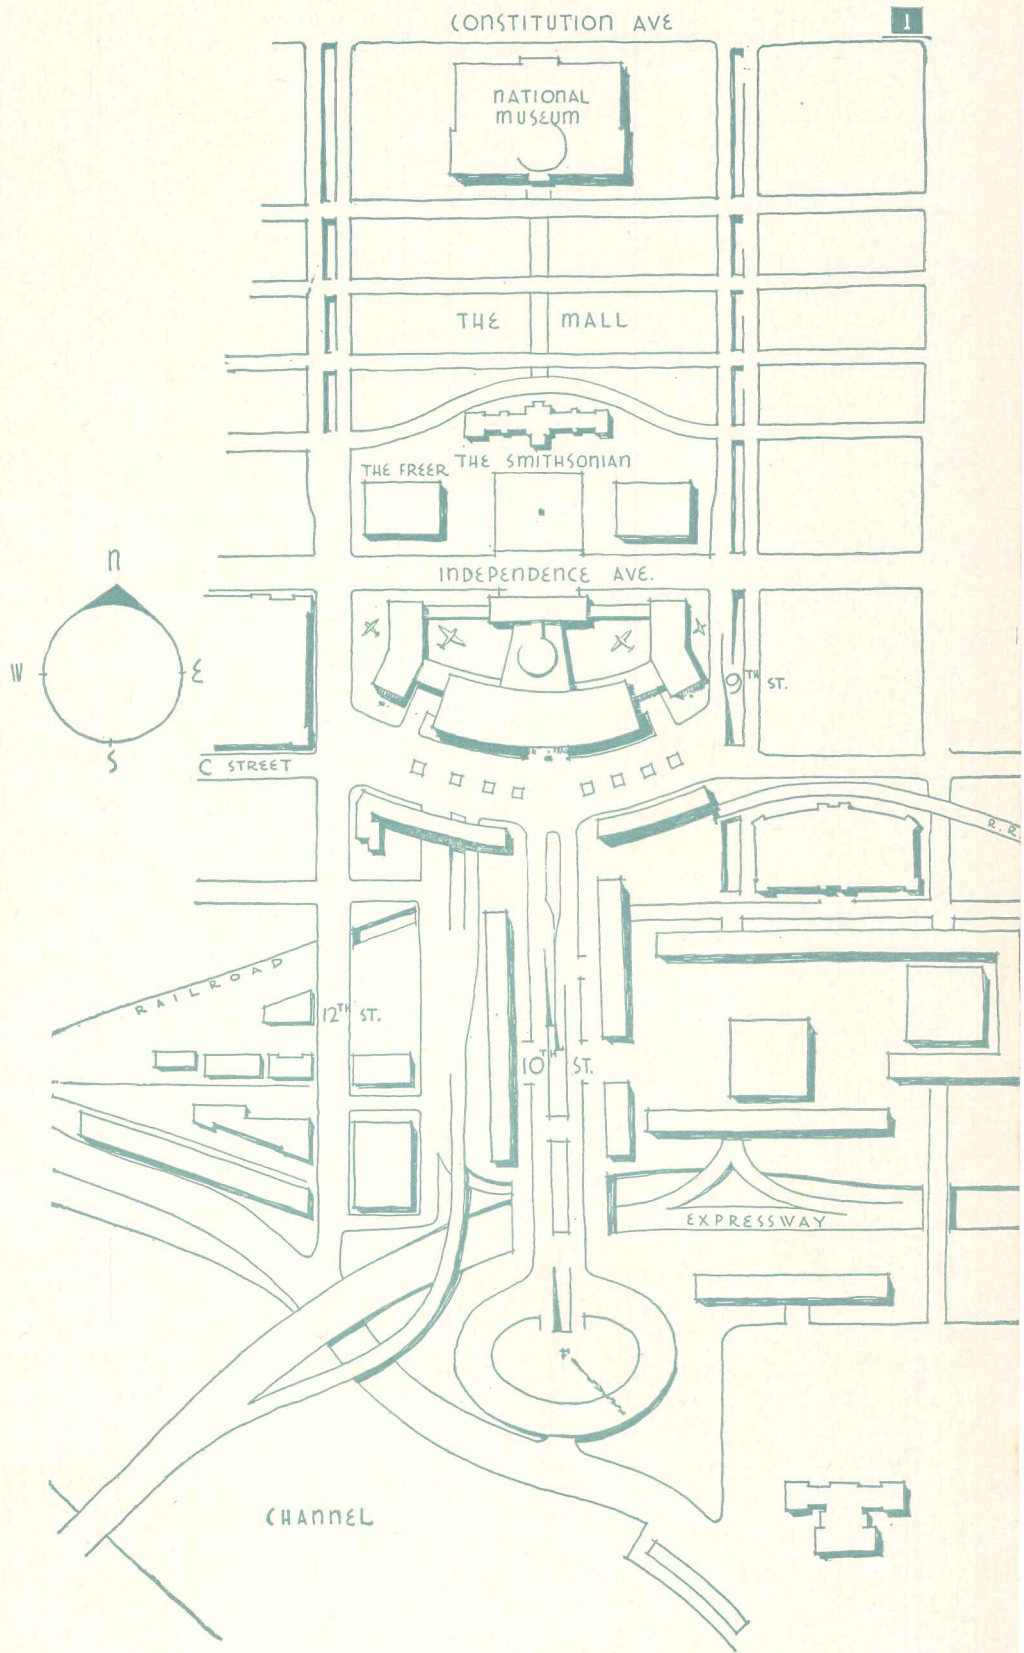 CONSTITUTION AVE
1
NATIONAL
MUSEUM
THE MALL
THE FREER
THE SMITHSONIAN
INDEPENDENCE AVE.
N
W
E
S
9TH ST.
C STREET
R.R.
RAILROAD
12TH ST.
10TH ST.
EXPRESSWAY
CHANNEL